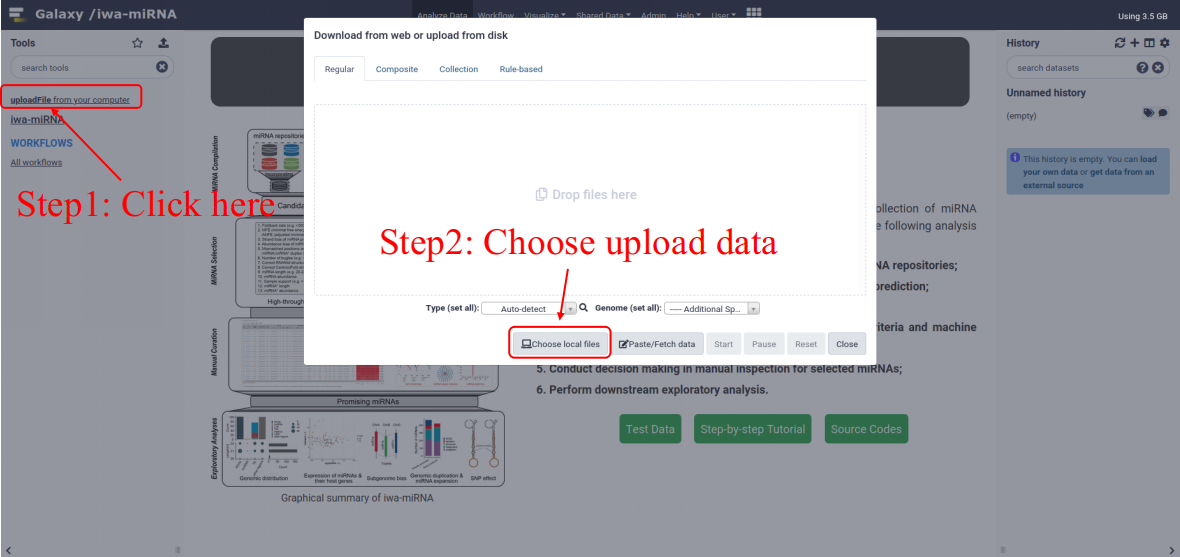 Galaxy /iwa-miRNA
Analyze Data Workflow Visualize Shared Data Admin Help User
Using 3.5 GB
Tools
search tools
uploadFile from your computer
iwa-miRNA
WORKFLOWS
All workflows
Step1: Click here
Download from web or upload from disk
Regular Composite Collection Rule-based
Drop files here
Step2: Choose upload data
Type (set all): Auto-detect Genome (set all): ---- Additional Sp...
Choose local files Paste/Fetch data Start Pause Reset Close
miRNA Compilation
miRNA repositorie
Candida
MiRNA Selection
High-through
Manual Curation
Promising miRNAs
Exploratory Analyses
Genomic distribution
Expression of miRNAs & their host genes
Subgenome bias
Genomic duplication & miRNA expansion
SNP effect
Graphical summary of iwa-miRNA
ollection of miRNA
e following analysis
NA repositories;
prediction;
riteria and machine
5. Conduct decision making in manual inspection for selected miRNAs;
6. Perform downstream exploratory analysis.
Test Data Step-by-step Tutorial Source Codes
History
search datasets
Unnamed history
(empty)
This history is empty. You can load
your own data or get data from an
external source